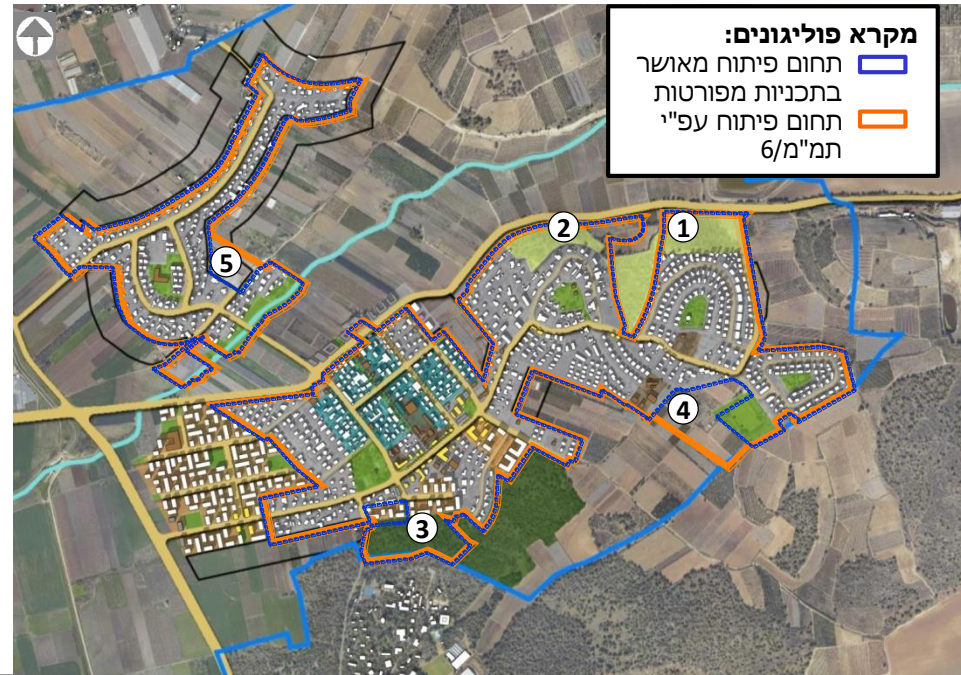 מקרא פוליגונים:
תחום פיתוח מאושר
בתכניות מפורטות
תחום פיתוח עפ"י
תמ"מ/6
1
2
5
4
3